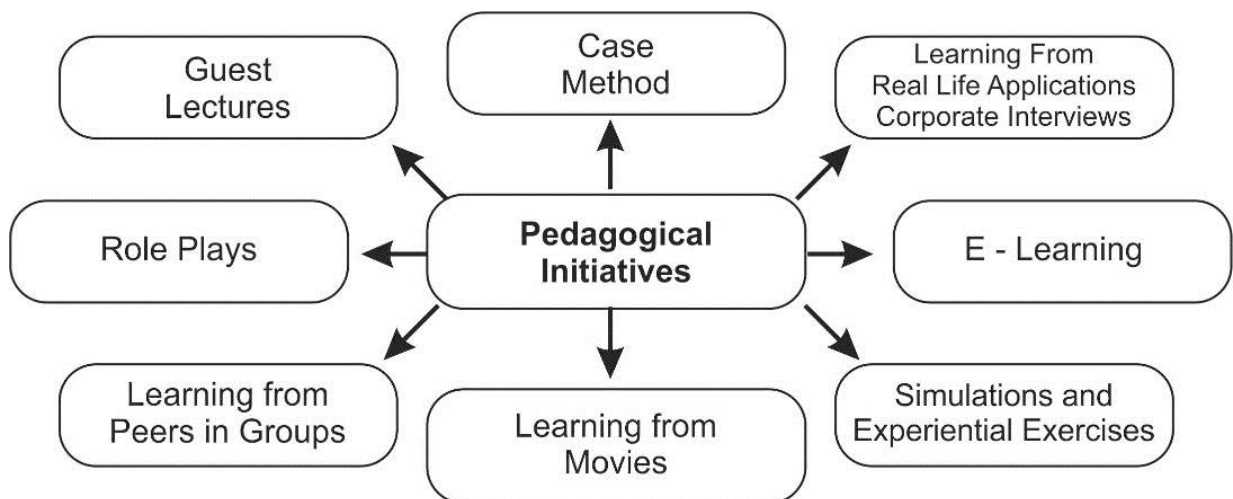 Guest
Lectures
Case
Method
Learning From
Real Life Applications
Corporate Interviews
Role Plays
Pedagogical
Initiatives
E - Learning
Learning from
Peers in Groups
Learning from
Movies
Simulations and
Experiential Exercises